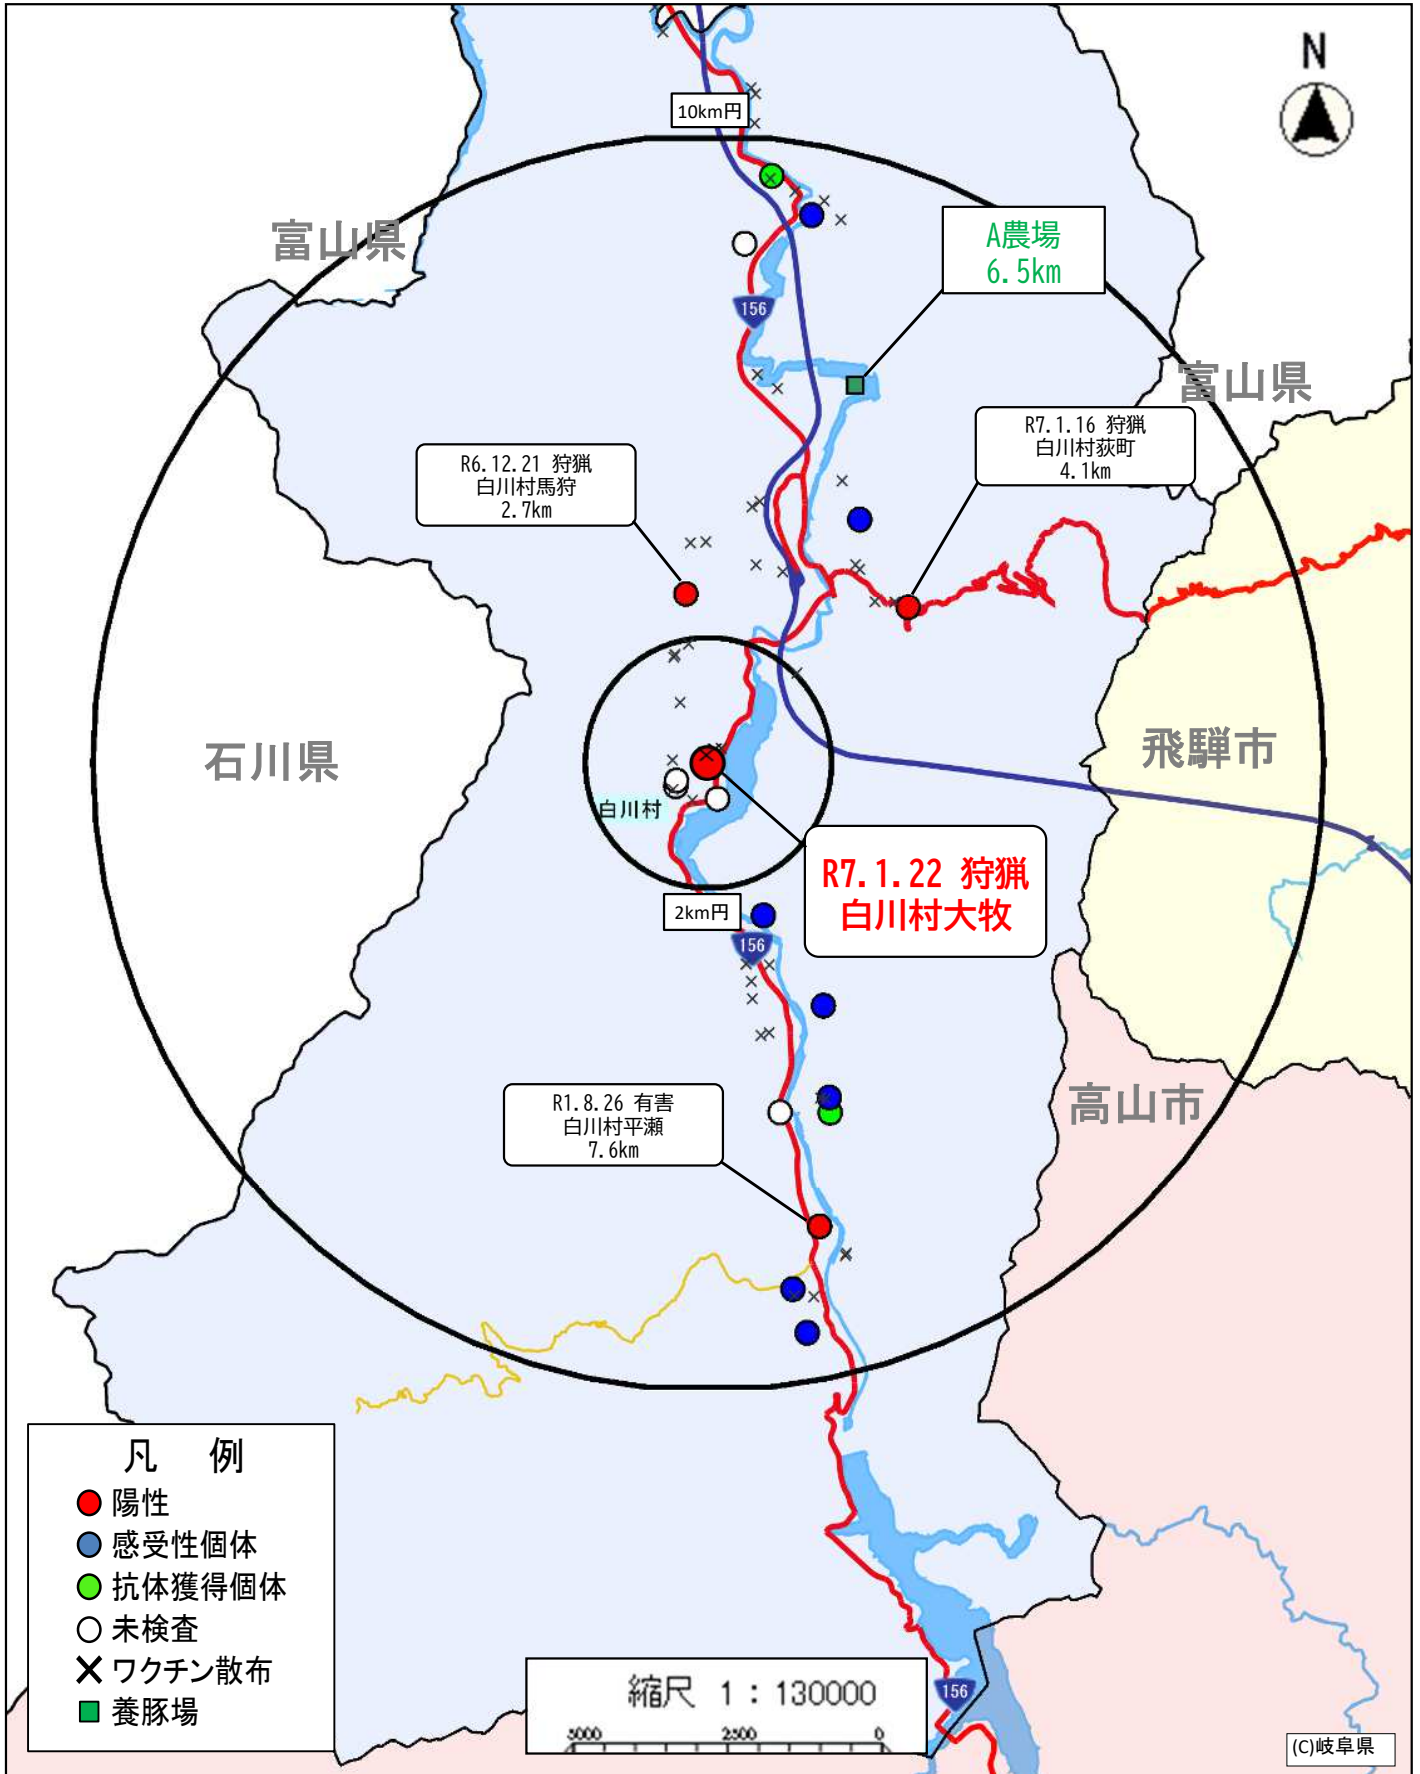 N
10km円
富山県
A農場
6.5km
156
富山県
R7.1.16 狩猟
白川村荻町
4.1km
R6.12.21 狩猟
白川村馬狩
2.7km
石川県
飛騨市
白川村
R7.1.22 狩猟
白川村大牧
2km円
156
高山市
R1.8.26 有害
白川村平瀬
7.6km
凡 例
陽性
感受性個体
抗体獲得個体
未検査
ワクチン散布
養豚場
縮尺 1:130000
5000 2500 0
156
(C)岐阜県